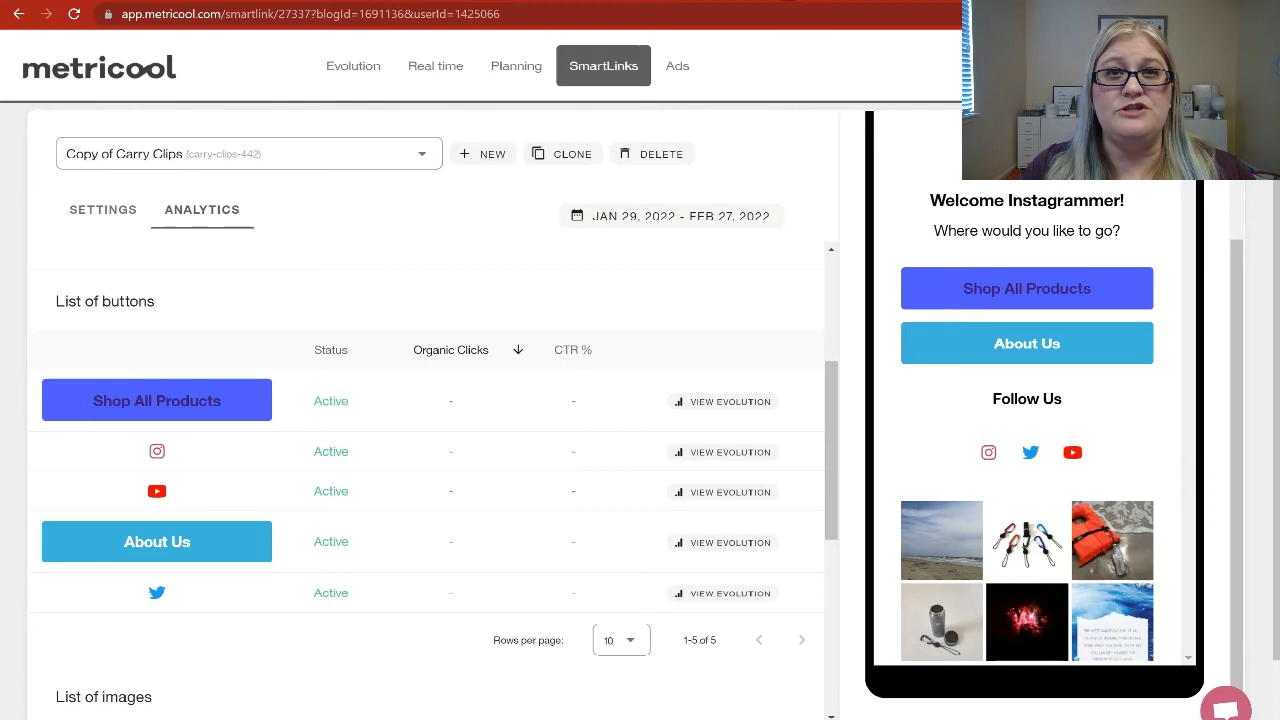 app.metricool.com/smartlink/27337?blogId=1691136&userId=1425066
metricool
Evolution
Real time
Planning
SmartLinks
Ads
Copy of Carry Clips (carry-clips-442)
NEW
CLONE
DELETE
SETTINGS
ANALYTICS
JAN 29, 2022 - FEB 27, 2022
List of buttons
Status
Organic Clicks
CTR %
Shop All Products
Active
-
-
VIEW EVOLUTION
Active
-
-
VIEW EVOLUTION
Active
-
-
VIEW EVOLUTION
About Us
Active
-
-
VIEW EVOLUTION
Active
-
-
VIEW EVOLUTION
Rows per page:
10
1-5 of 5
List of images
Welcome Instagrammer!
Where would you like to go?
Shop All Products
About Us
Follow Us